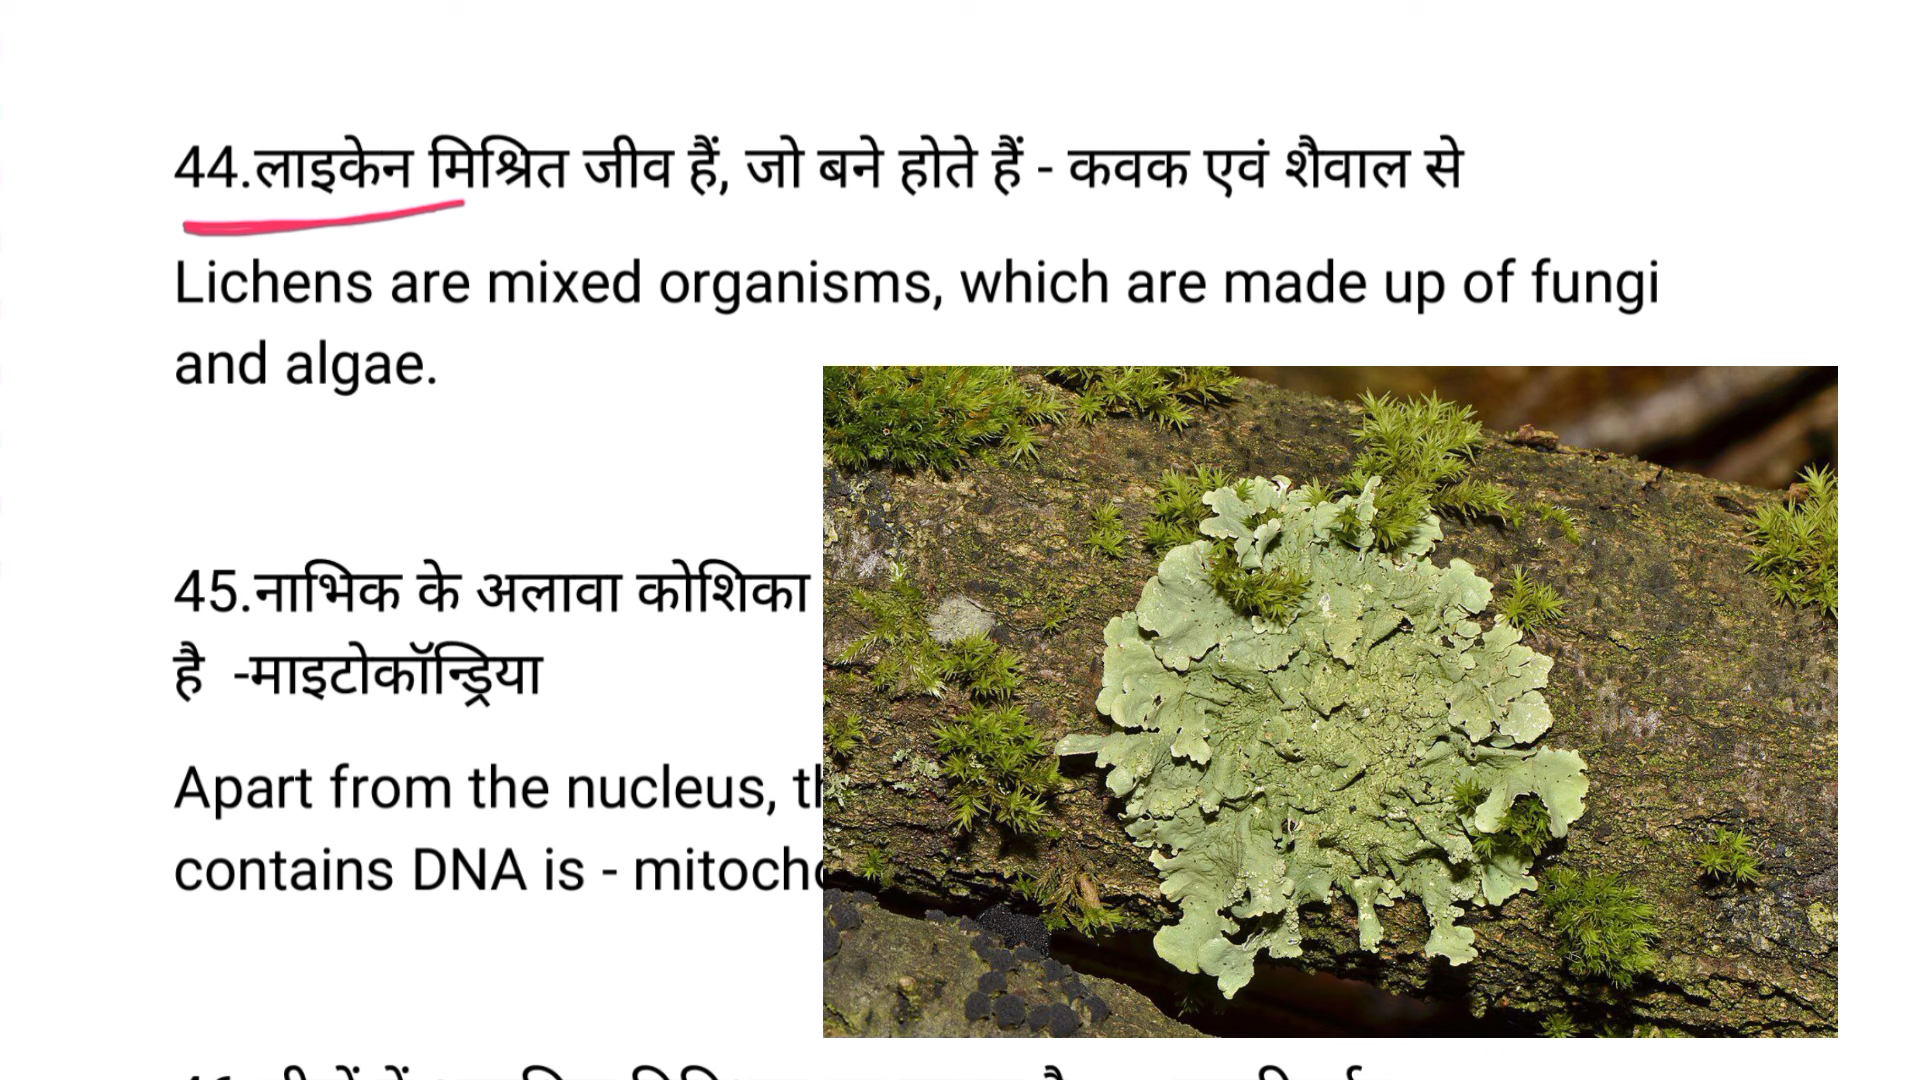 44.लाइकेन मिश्रित जीव हैं, जो बने होते हैं - कवक एवं शैवाल से
Lichens are mixed organisms, which are made up of fungi
and algae.
45.नाभिक के अलावा कोशिका
है -माइटोकॉन्ड्रिया
Apart from the nucleus,
contains DNA is -